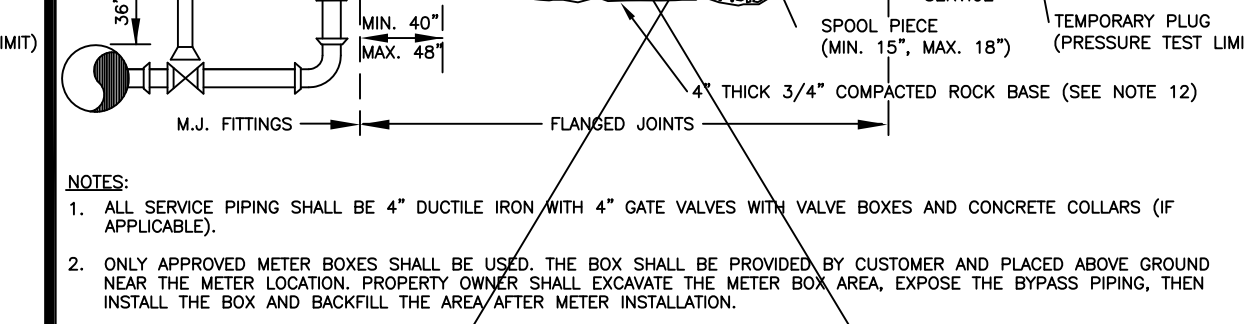 36"
IMIT)
MIN. 40"
MAX. 48"
SPOOL PIECE
(MIN. 15", MAX. 18")
TEMPORARY PLUG
(PRESSURE TEST LIMI
4" THICK 3/4" COMPACTED ROCK BASE (SEE NOTE 12)
M.J. FITTINGS
FLANGED JOINTS
NOTES:
1. ALL SERVICE PIPING SHALL BE 4" DUCTILE IRON WITH 4" GATE VALVES WITH VALVE BOXES AND CONCRETE COLLARS (IF
APPLICABLE).
2. ONLY APPROVED METER BOXES SHALL BE USED. THE BOX SHALL BE PROVIDED BY CUSTOMER AND PLACED ABOVE GROUND
NEAR THE METER LOCATION. PROPERTY OWNER SHALL EXCAVATE THE METER BOX AREA, EXPOSE THE BYPASS PIPING, THEN
INSTALL THE BOX AND BACKFILL THE AREA AFTER METER INSTALLATION.